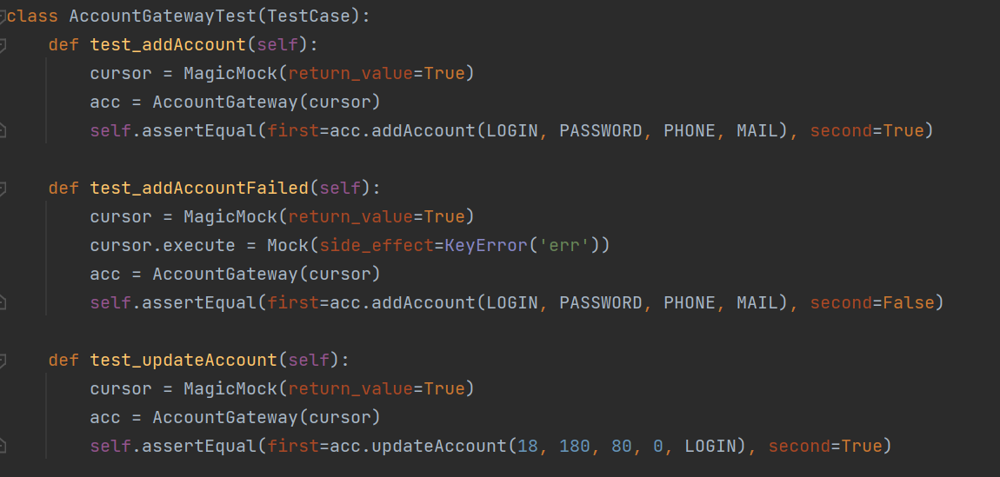 class AccountGatewayTest(TestCase):
    def test_addAccount(self):
        cursor = MagicMock(return_value=True)
        acc = AccountGateway(cursor)
        self.assertEqual(first=acc.addAccount(LOGIN, PASSWORD, PHONE, MAIL), second=True)

    def test_addAccountFailed(self):
        cursor = MagicMock(return_value=True)
        cursor.execute = Mock(side_effect=KeyError('err'))
        acc = AccountGateway(cursor)
        self.assertEqual(first=acc.addAccount(LOGIN, PASSWORD, PHONE, MAIL), second=False)

    def test_updateAccount(self):
        cursor = MagicMock(return_value=True)
        acc = AccountGateway(cursor)
        self.assertEqual(first=acc.updateAccount(18, 180, 80, 0, LOGIN), second=True)